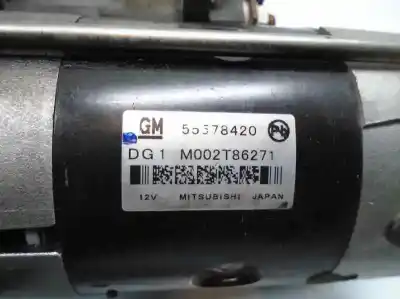 GM 55578420 Pb
DG1 M002T86271
12V MITSUBISHI JAPAN